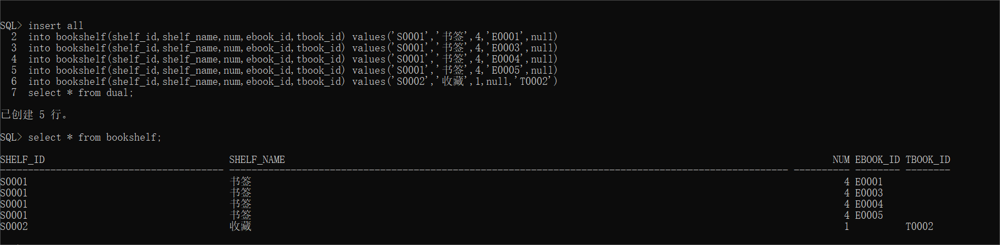 SQL> insert all
  2  into bookshelf(shelf_id,shelf_name,num,ebook_id,tbook_id) values('S0001','书签',4,'E0001',null)
  3  into bookshelf(shelf_id,shelf_name,num,ebook_id,tbook_id) values('S0001','书签',4,'E0003',null)
  4  into bookshelf(shelf_id,shelf_name,num,ebook_id,tbook_id) values('S0001','书签',4,'E0004',null)
  5  into bookshelf(shelf_id,shelf_name,num,ebook_id,tbook_id) values('S0001','书签',4,'E0005',null)
  6  into bookshelf(shelf_id,shelf_name,num,ebook_id,tbook_id) values('S0002','收藏',1,null,'T0002')
  7  select * from dual;
已创建 5 行。
SQL> select * from bookshelf;
SHELF_ID SHELF_NAME NUM EBOOK_ID TBOOK_ID
---------------------------------------- ---------------------------------------------------------------------------------------------------- ---------- -------- --------
S0001 书签 4 E0001
S0001 书签 4 E0003
S0001 书签 4 E0004
S0001 书签 4 E0005
S0002 收藏 1 T0002